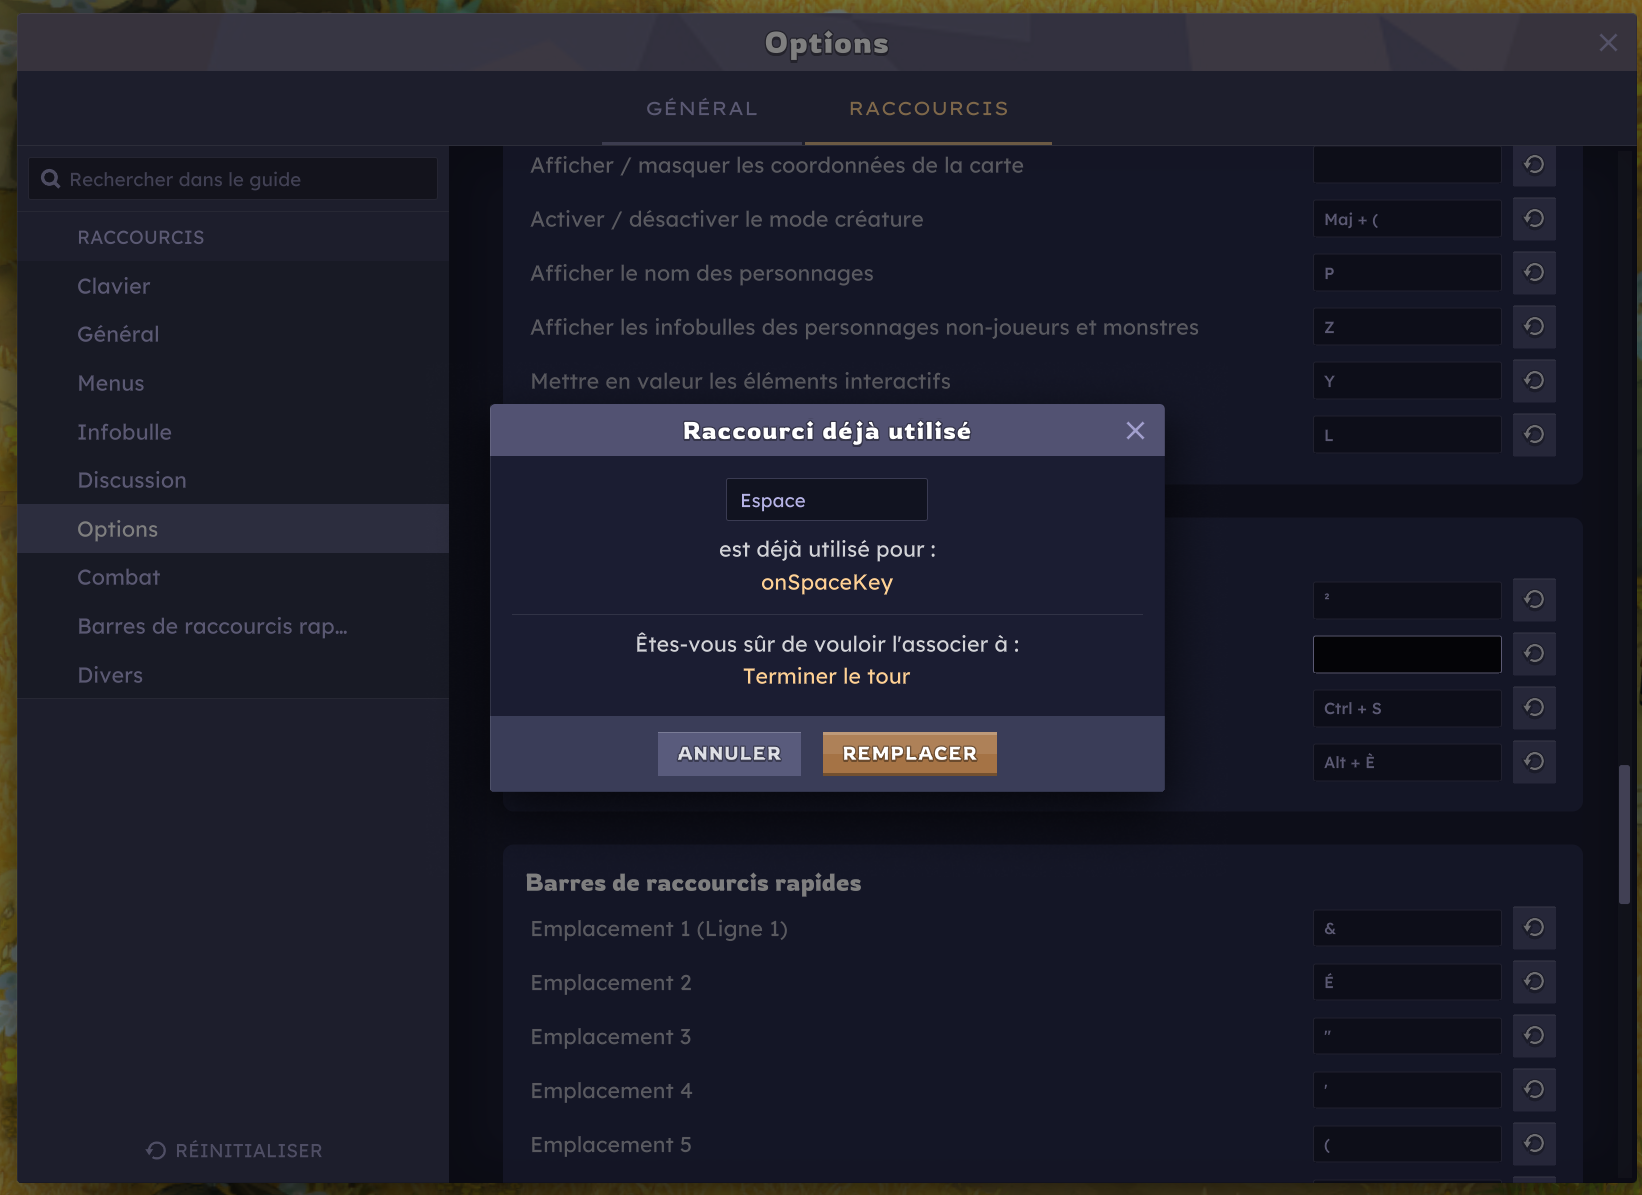 Options
GÉNÉRAL
RACCOURCIS
Rechercher dans le guide
RACCOURCIS
Clavier
Général
Menus
Infobulle
Discussion
Options
Combat
Barres de raccourcis rap...
Divers
RÉINITIALISER
Afficher / masquer les coordonnées de la carte
Activer / désactiver le mode créature
Maj + (
Afficher le nom des personnages
P
Afficher les infobulles des personnages non-joueurs et monstres
Z
Mettre en valeur les éléments interactifs
Y
L
Raccourci déjà utilisé
Espace
est déjà utilisé pour :
onSpaceKey
Êtes-vous sûr de vouloir l'associer à :
Terminer le tour
ANNULER
REMPLACER
²
Ctrl + S
Alt + È
Barres de raccourcis rapides
Emplacement 1 (Ligne 1)
&
Emplacement 2
É
Emplacement 3
"
Emplacement 4
'
Emplacement 5
(